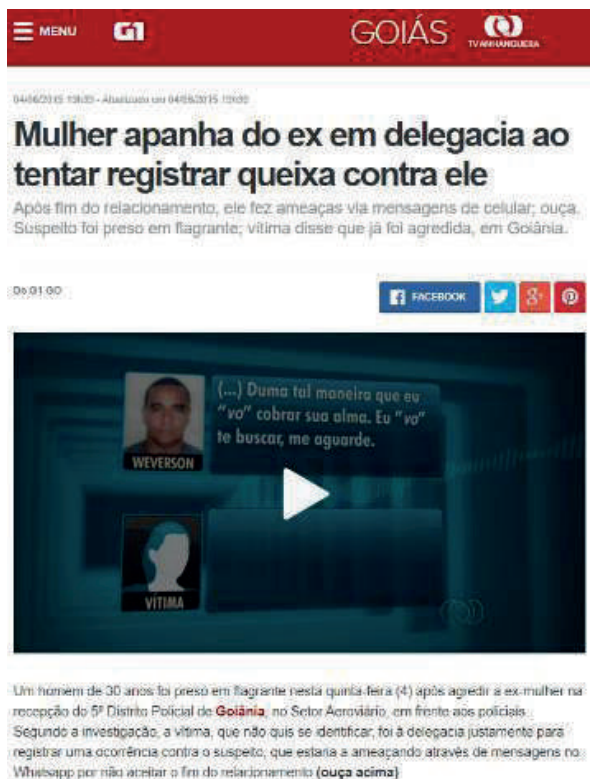 MENU G1 GOIÁS
TV ANHANGUERA
04/06/2015 - Atualizado em 04/06/2015
Mulher apanha do ex em delegacia ao
tentar registrar queixa contra ele
Após fim do relacionamento, ele fez ameaças via mensagens de celular; ouça.
Suspeito foi preso em flagrante; vítima disse que já foi agredida, em Goiânia.
Do G1 GO
FACEBOOK
(...) Duma tal maneira que eu
"vo" cobrar sua alma. Eu "vo"
te buscar, me aguarde.
WEVERSON
VÍTIMA
Um homem de 30 anos foi preso em flagrante nesta quinta-feira (4) após agredir a ex-mulher na
recepção do 5º Distrito Policial de Goiânia, no Setor Aeroviário, em frente aos policiais.
Segundo a investigação, a vítima, que não quis se identificar, foi à delegacia justamente para
registrar uma ocorrência contra o suspeito, que estaria a ameaçando através de mensagens no
Whatsapp por não aceitar o fim do relacionamento (ouça acima)